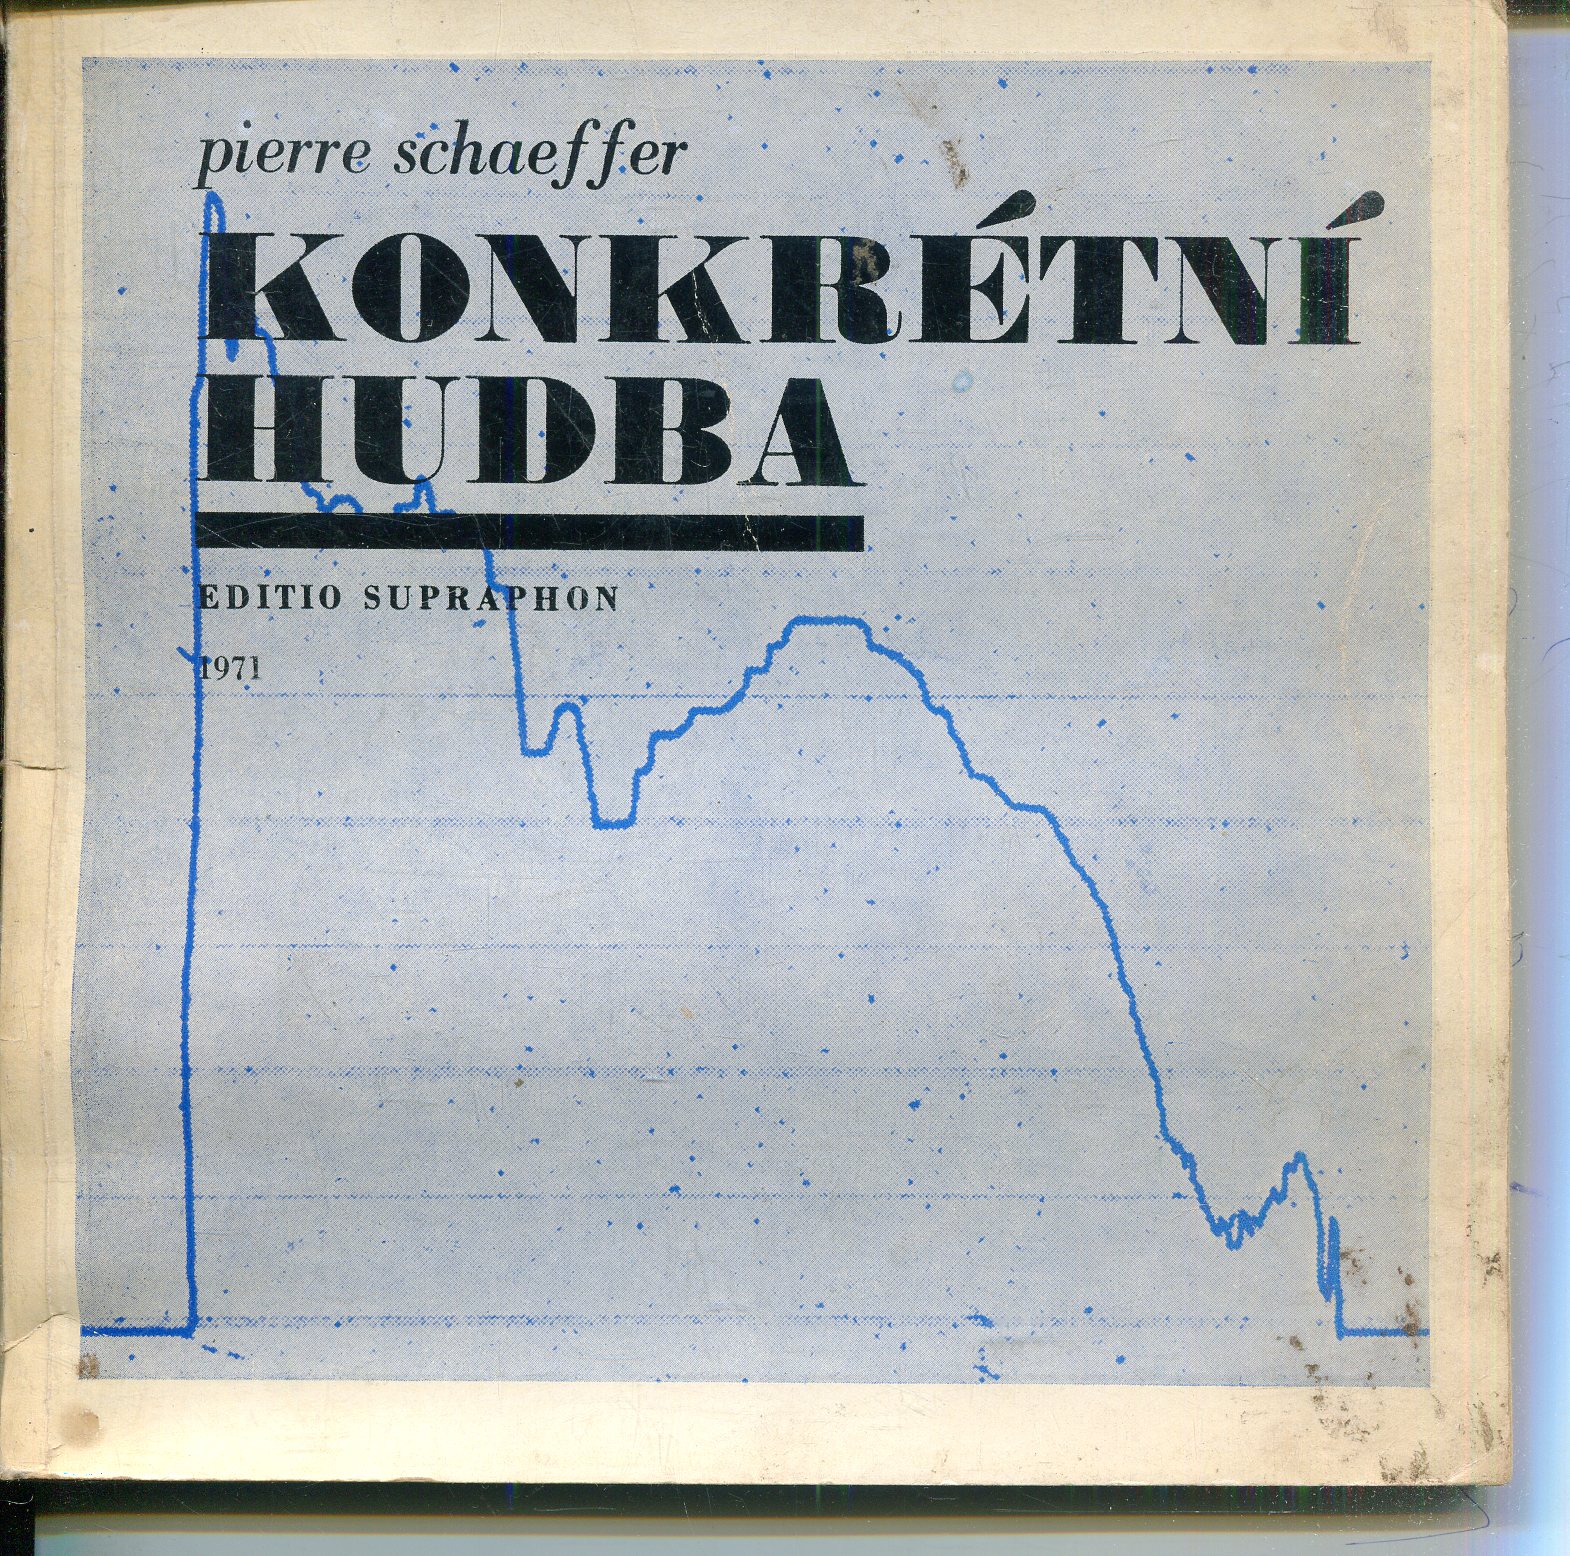 pierre schaeffer
KONKRÉTNÍ
HUDBA
EDITIO SUPRAPHON
1971